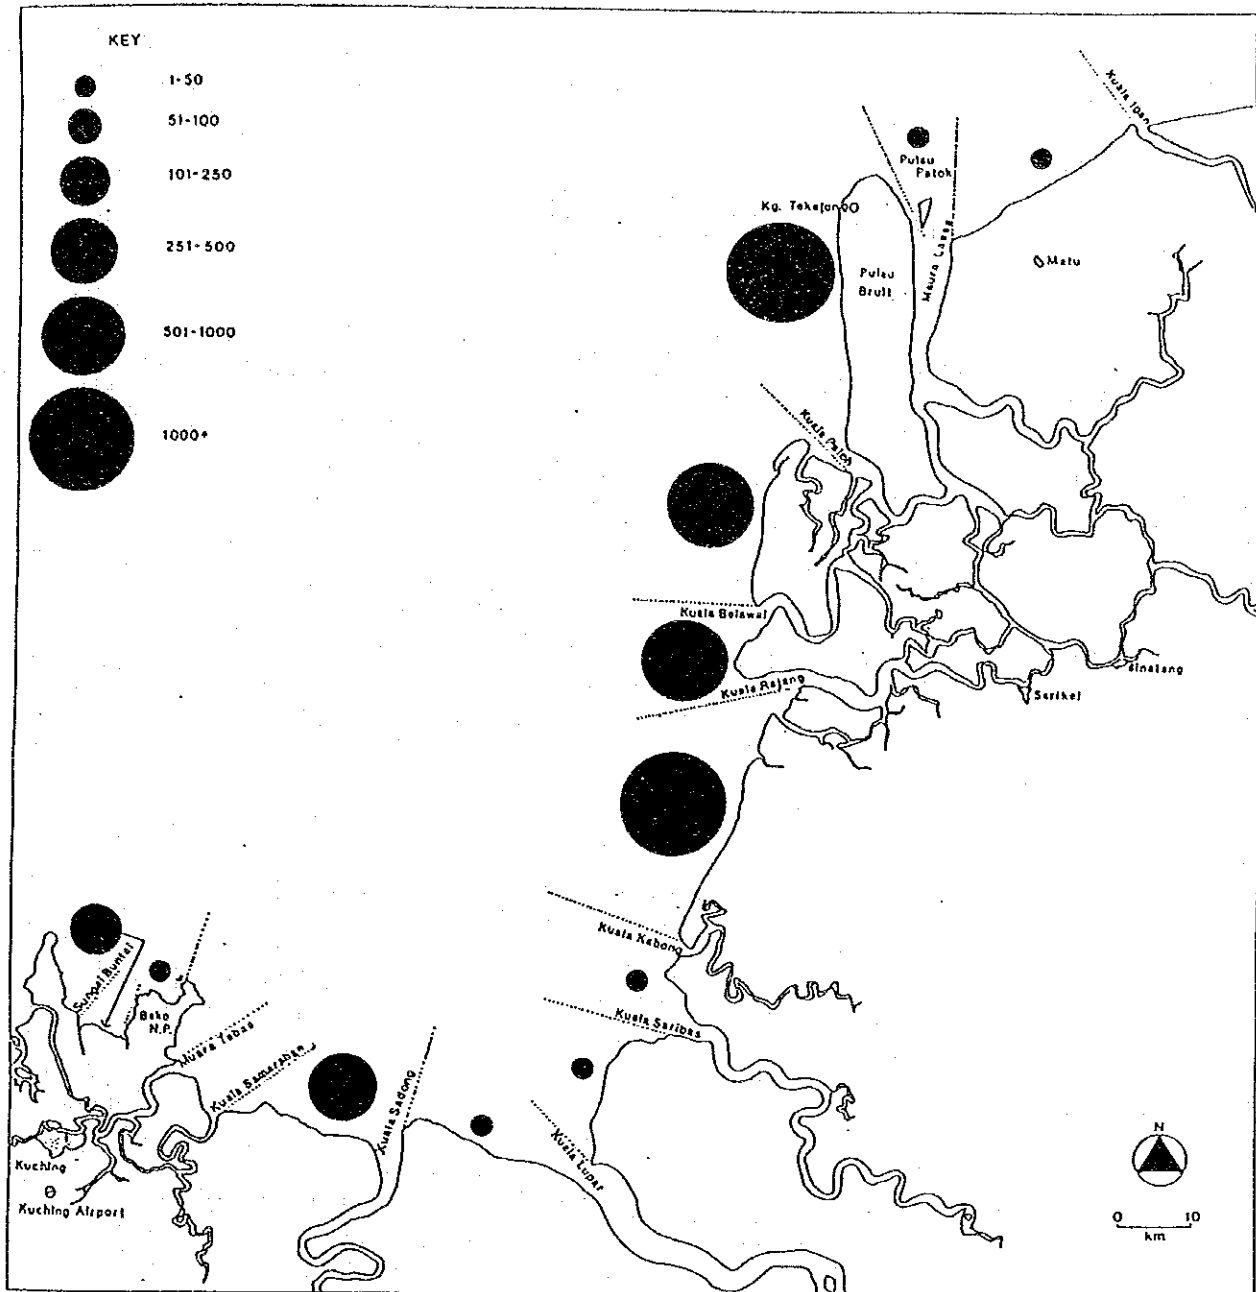 KEY
1-50
51-100
101-250
251-500
501-1000
1000+
Kuala Igan
Pulau
Patok
Kg. Tekajong
Pulau
Bruit
Muara Lassa
Matu
Kuala Paloh
Kuala Belawai
Kuala Rajang
Binatang
Sarikei
Kuala Kabong
Kuala Saribas
Sungei Buntal
Bako
N.P.
Muara Tebas
Kuala Samarahan
Kuala Sadong
Kuala Lupar
Kuching
Kuching Airport
N
0 10
km